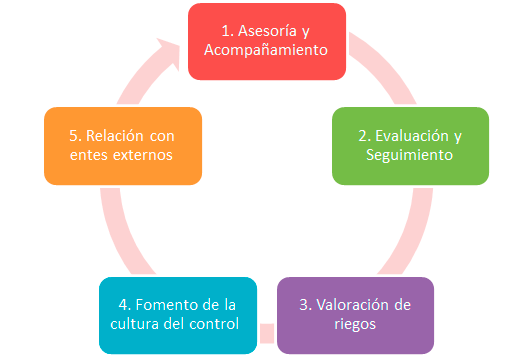 1. Asesoría y
Acompañamiento
2. Evaluación y
Seguimiento
3. Valoración de
riegos
4. Fomento de la
cultura del control
5. Relación con
entes externos